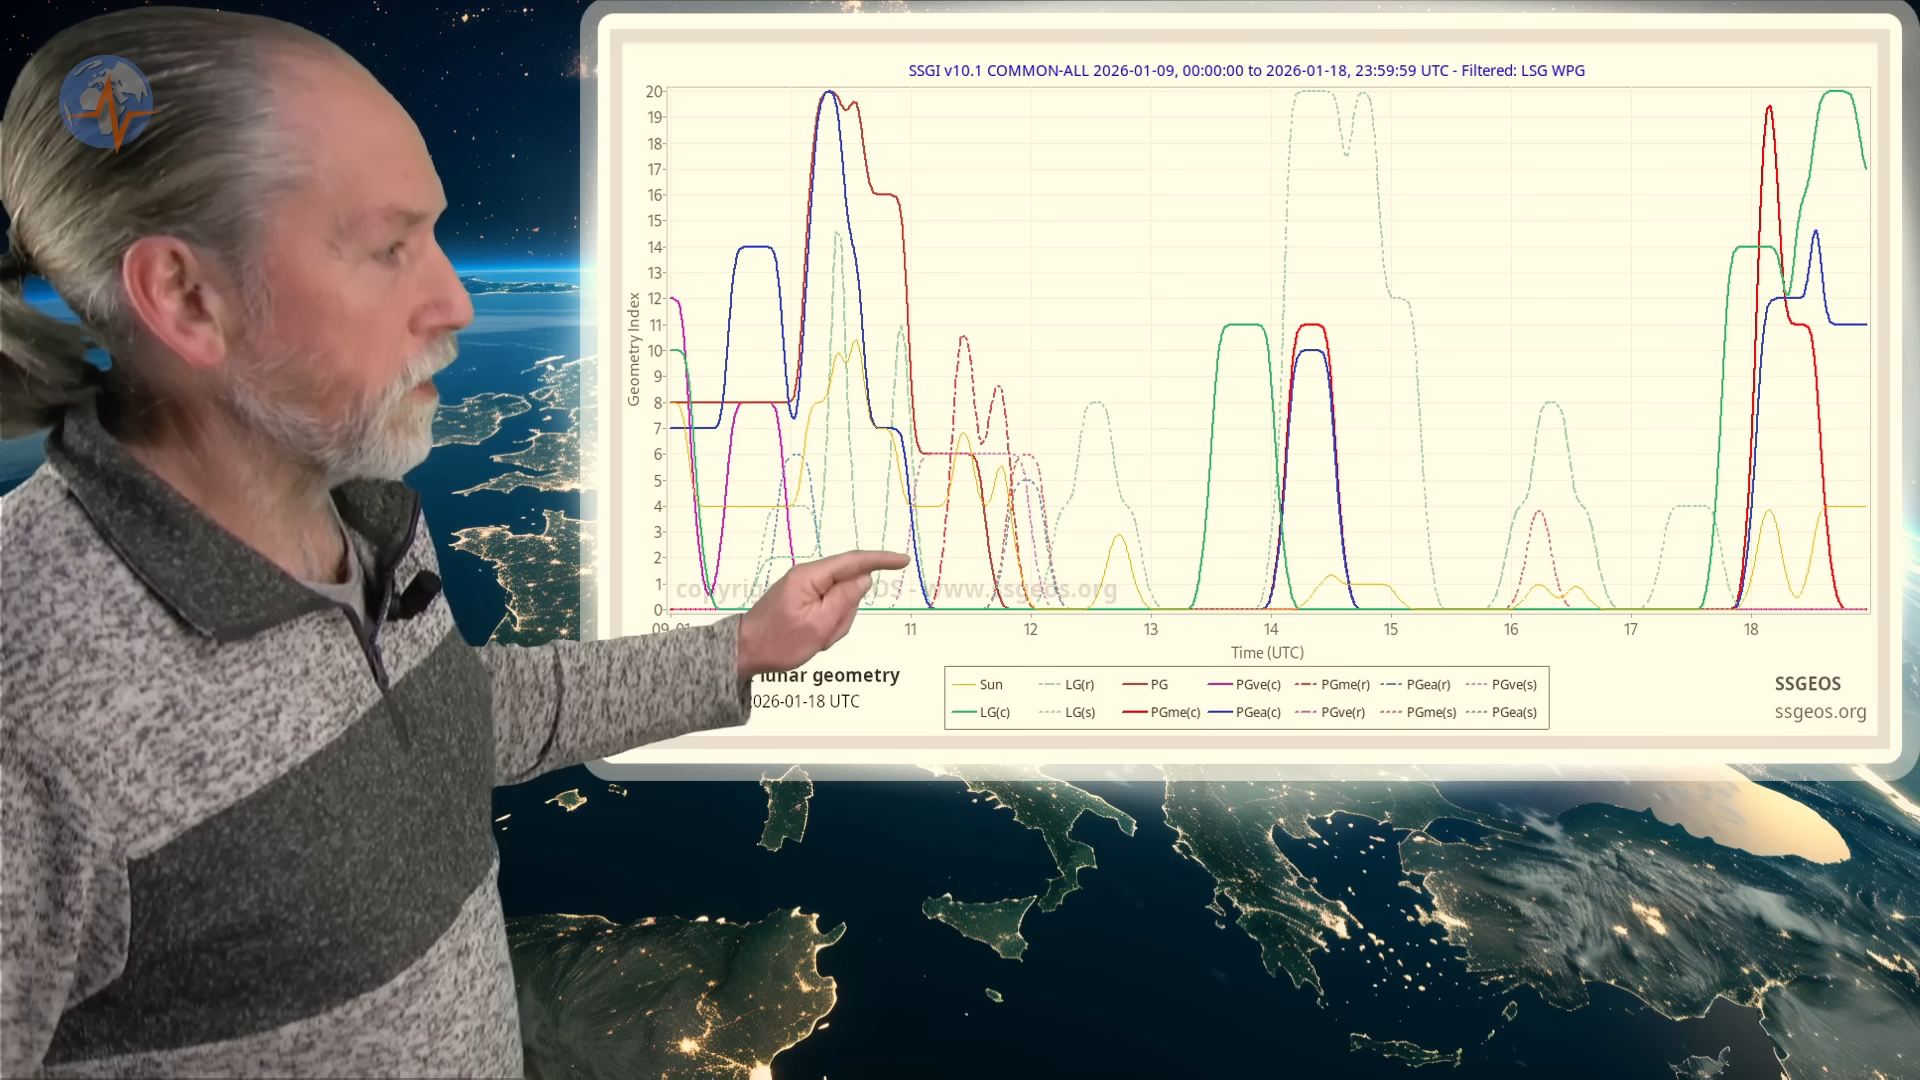 SSGI v10.1 COMMON-ALL 2026-01-09, 00:00:00 to 2026-01-18, 23:59:59 UTC - Filtered: LSG WPG
Geometry Index
20
19
18
17
16
15
14
13
12
11
10
9
8
7
6
5
4
3
2
1
0
- www.ssgeos.org
11 12 13 14 15 16 17 18
Time (UTC)
lunar geometry
2026-01-18 UTC
Sun LG(r) PG PGve(c) PGme(r) PGea(r) PGve(s)
LG(c) LG(s) PGme(c) PGea(c) PGve(r) PGme(s) PGea(s)
SSGEOS
ssgeos.org